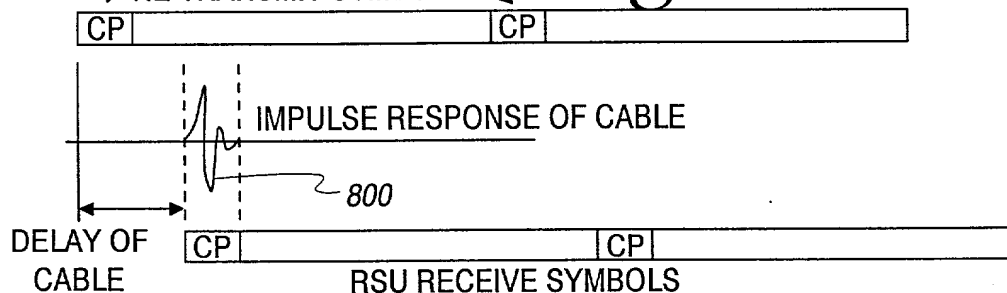 CP CP
IMPULSE RESPONSE OF CABLE
800
DELAY OF
CABLE
CP CP
RSU RECEIVE SYMBOLS